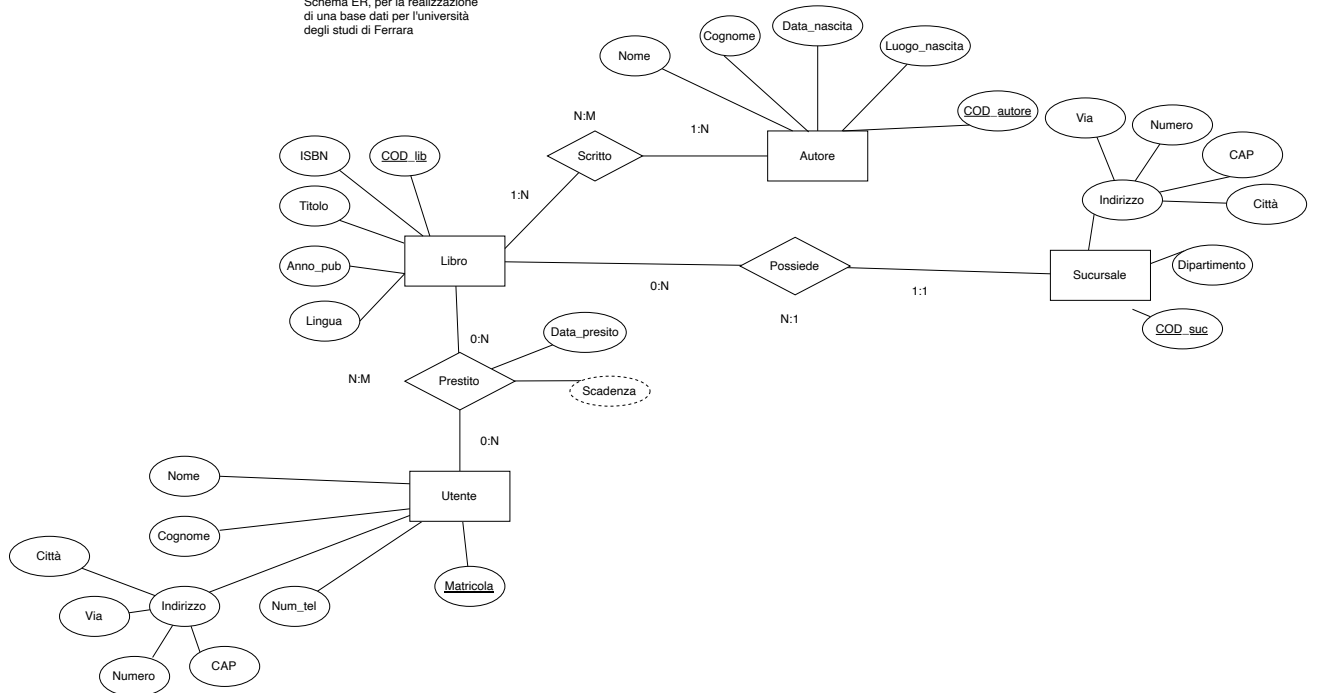 Schema ER, per la realizzazione
di una base dati per l'università
degli studi di Ferrara
Data_nascita
Cognome
Luogo_nascita
Nome
COD_autore
N:M
Via
Numero
1:N
ISBN
COD_lib
Scritto
Autore
CAP
1:N
Indirizzo
Città
Titolo
Libro
Possiede
Anno_pub
Dipartimento
Sucursale
0:N
1:1
Lingua
N:1
COD_suc
Data_presito
0:N
N:M
Prestito
Scadenza
0:N
Nome
Utente
Cognome
Città
Matricola
Indirizzo
Num_tel
Via
CAP
Numero